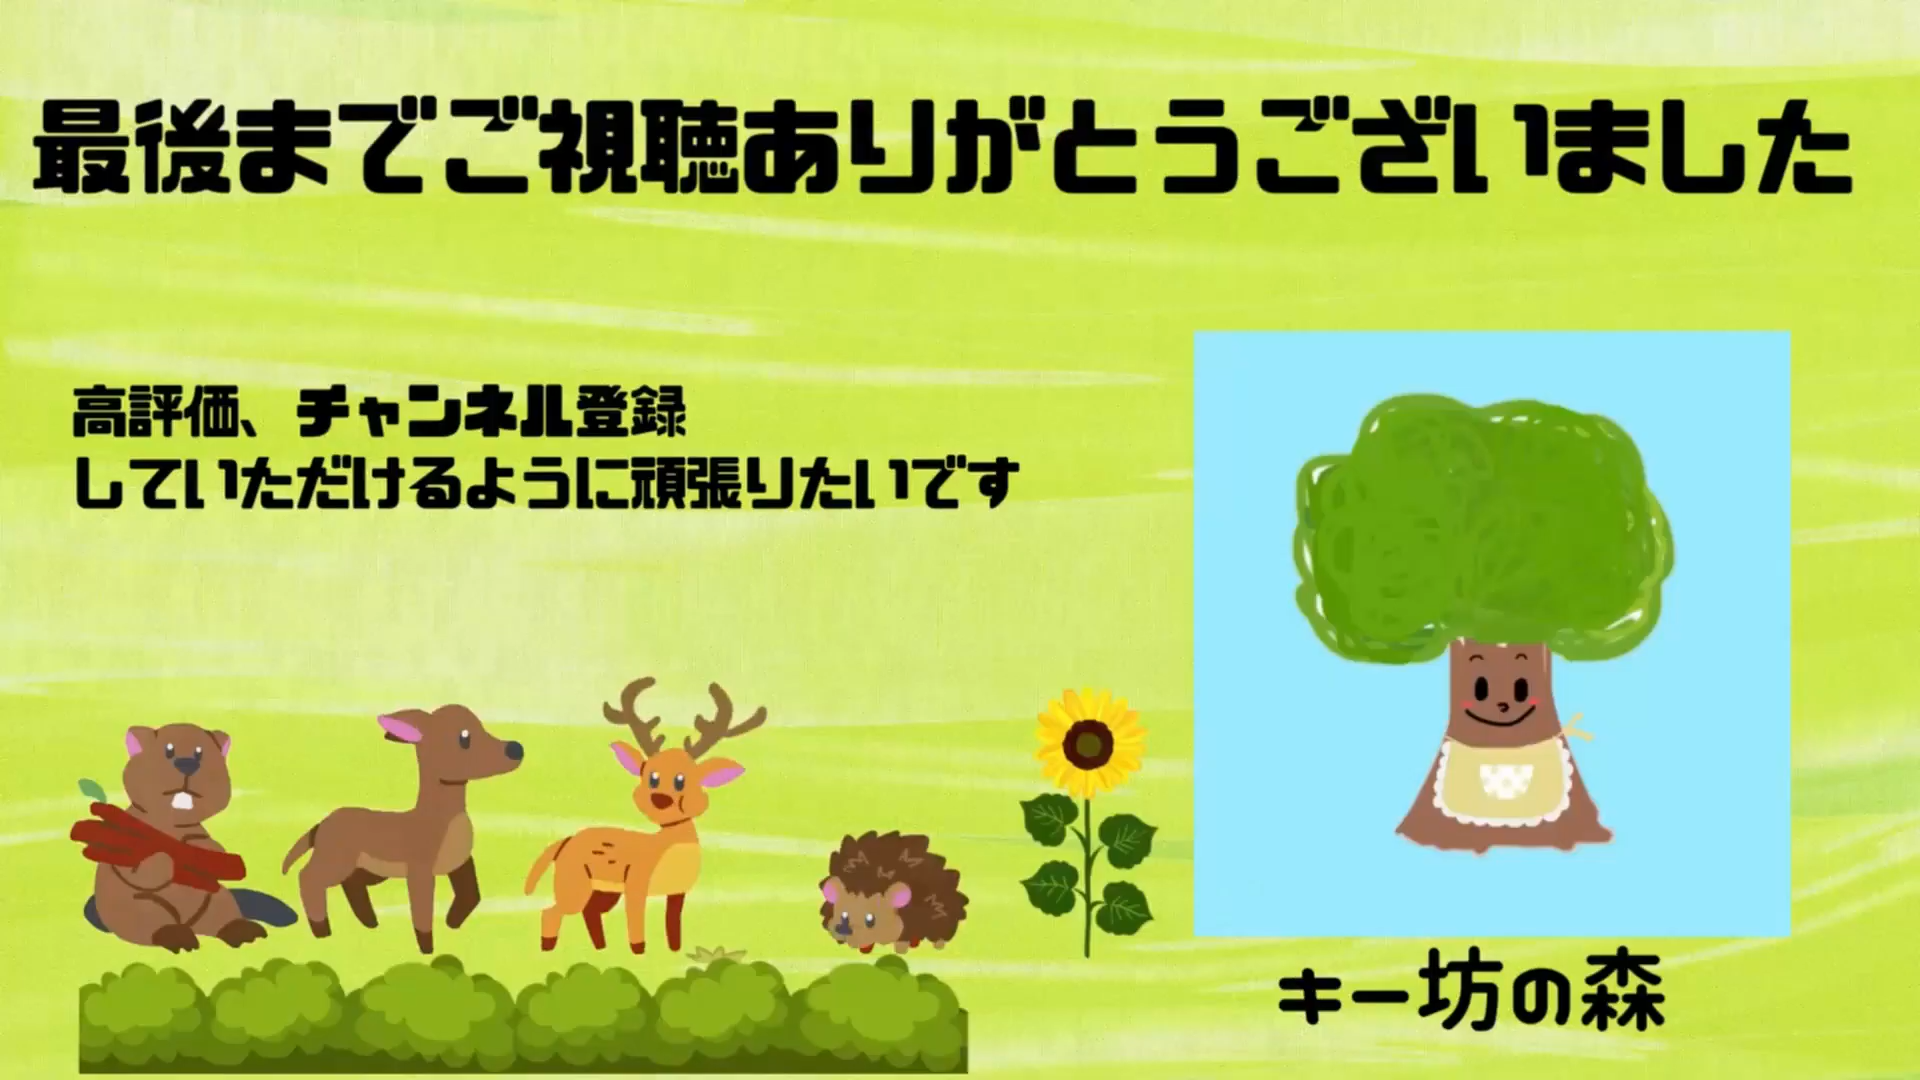 最後までご視聴ありがとうございました
高評価、チャンネル登録
していただけるように頑張りたいです
キー坊の森